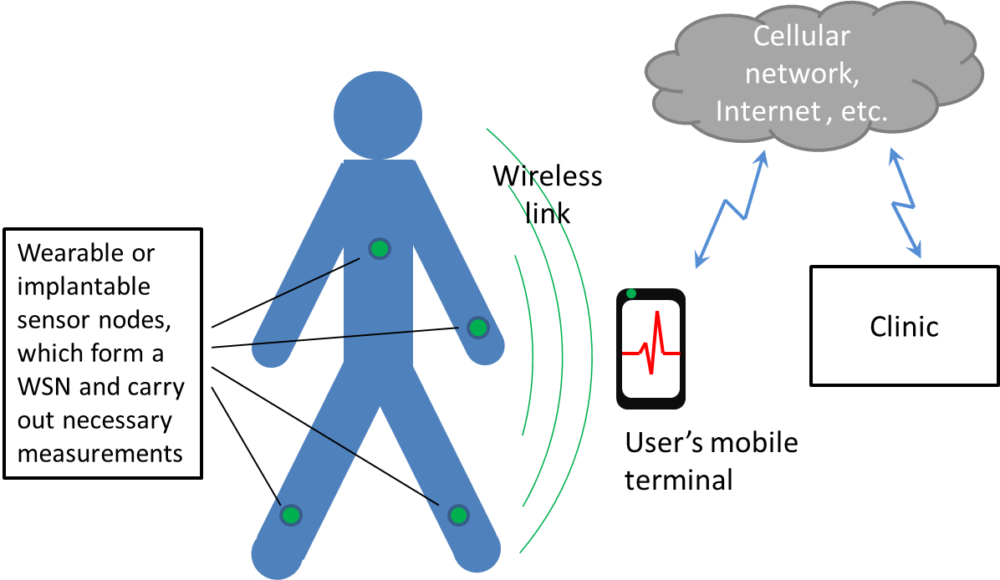 Cellular
network,
Internet , etc.
Wireless
link
Wearable or
implantable
sensor nodes,
which form a
WSN and carry
out necessary
measurements
Clinic
User’s mobile
terminal